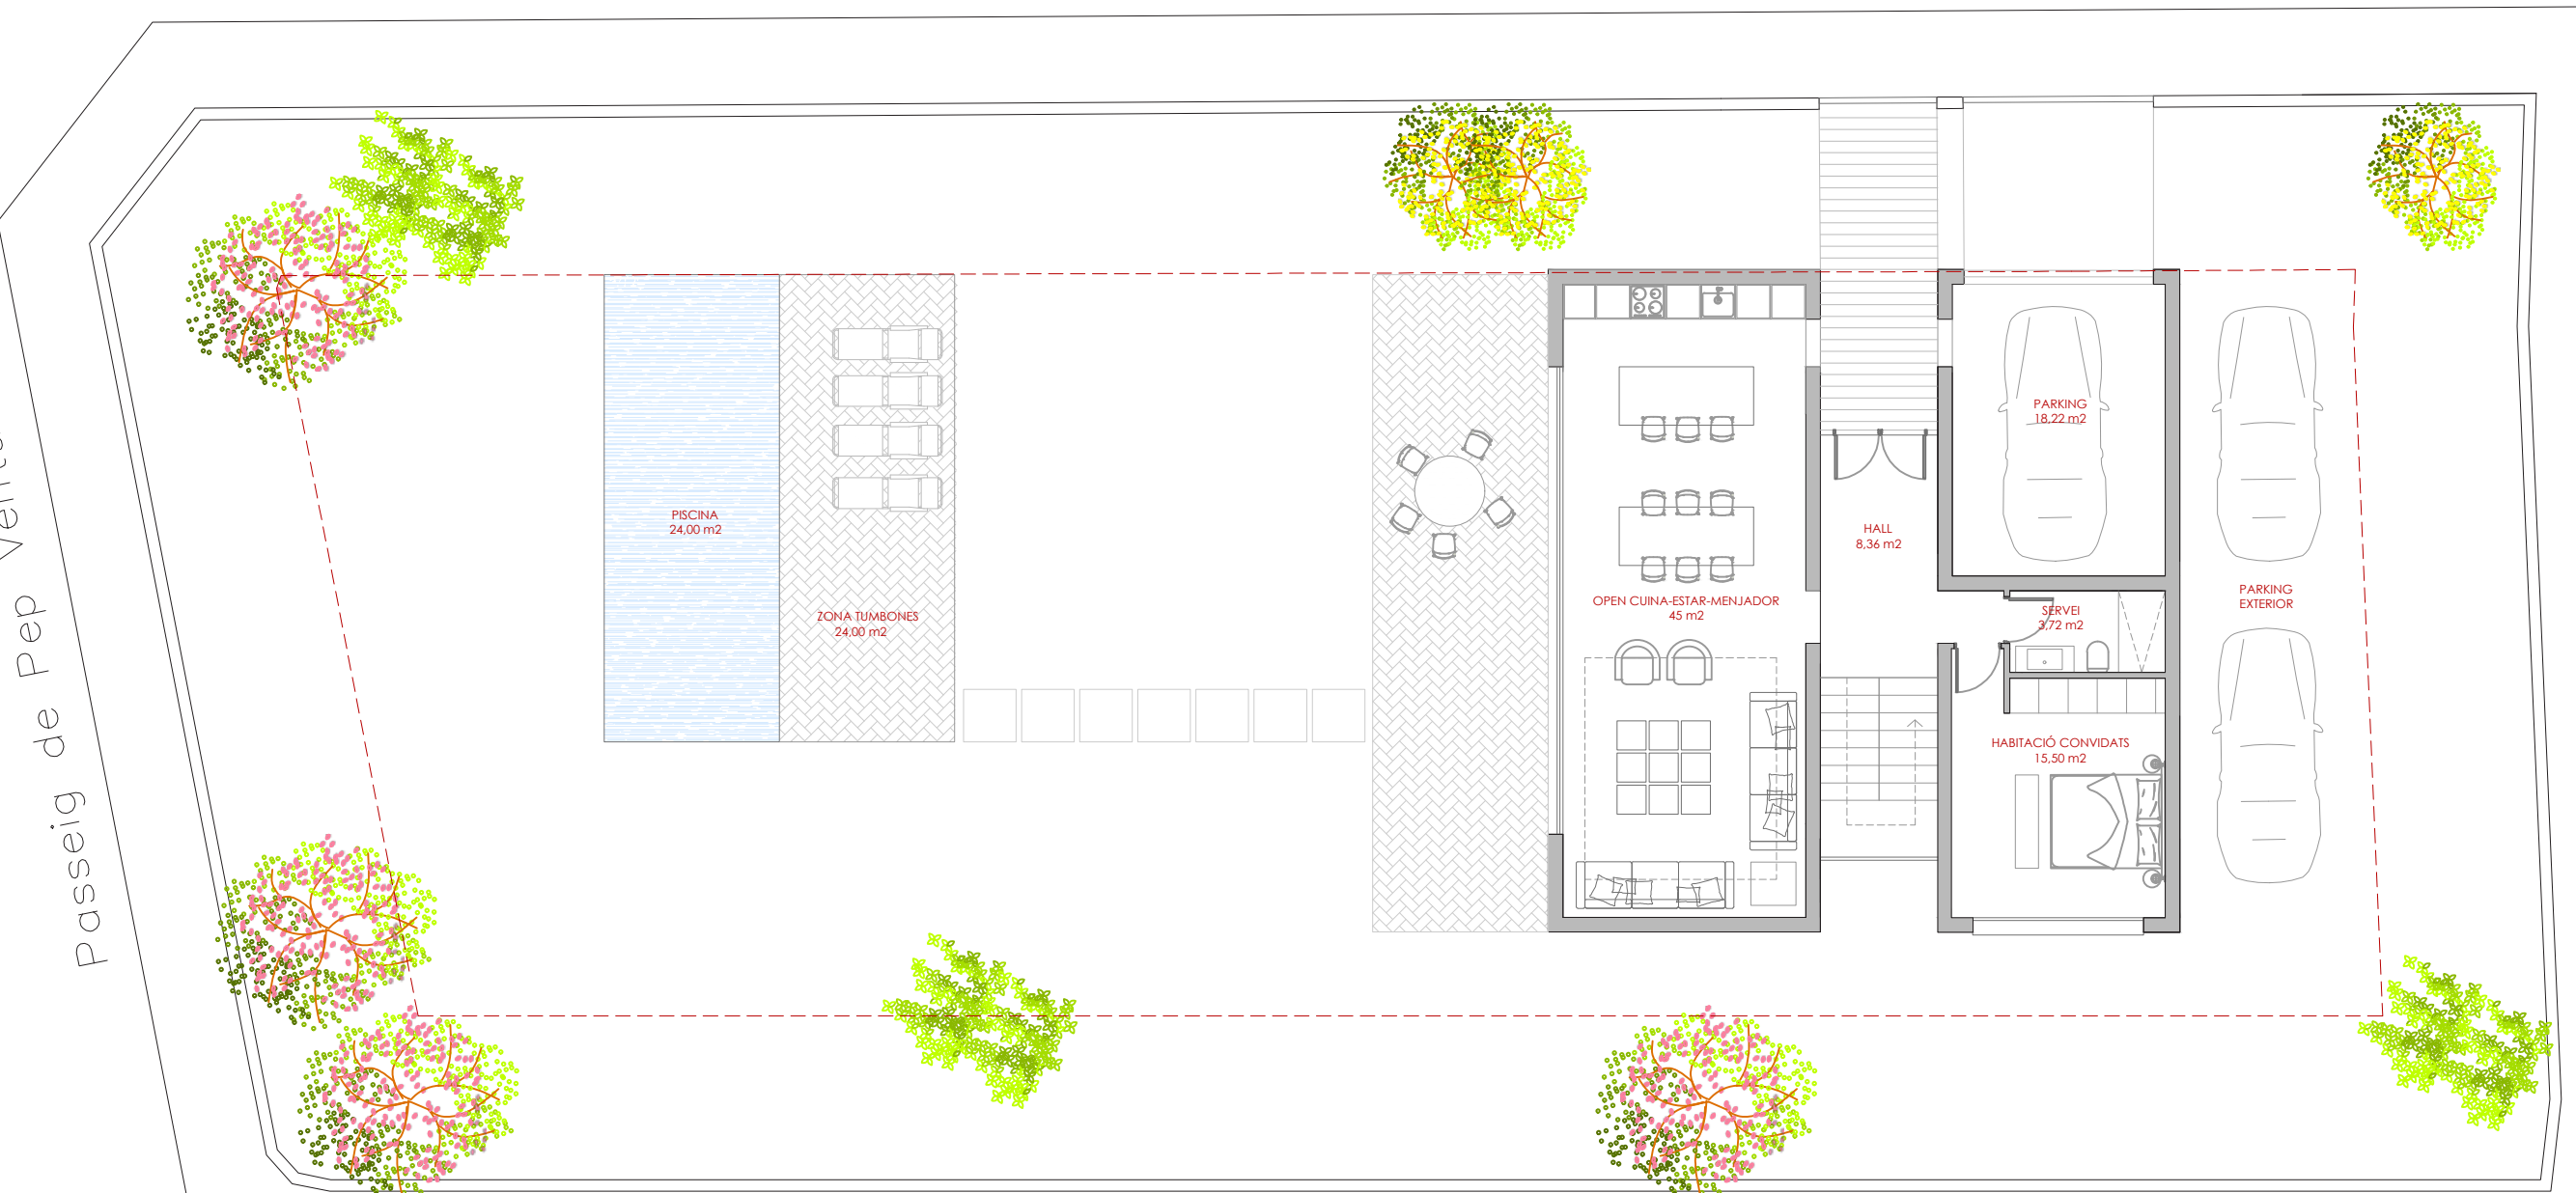 Passeig de Pep
PISCINA
24,00 m2
ZONA TUMBONES
24,00 m2
OPEN CUINA-ESTAR-MENJADOR
45 m2
HALL
8,36 m2
PARKING
18,22 m2
SERVEI
3,72 m2
HABITACIÓ CONVIDATS
15,50 m2
PARKING
EXTERIOR